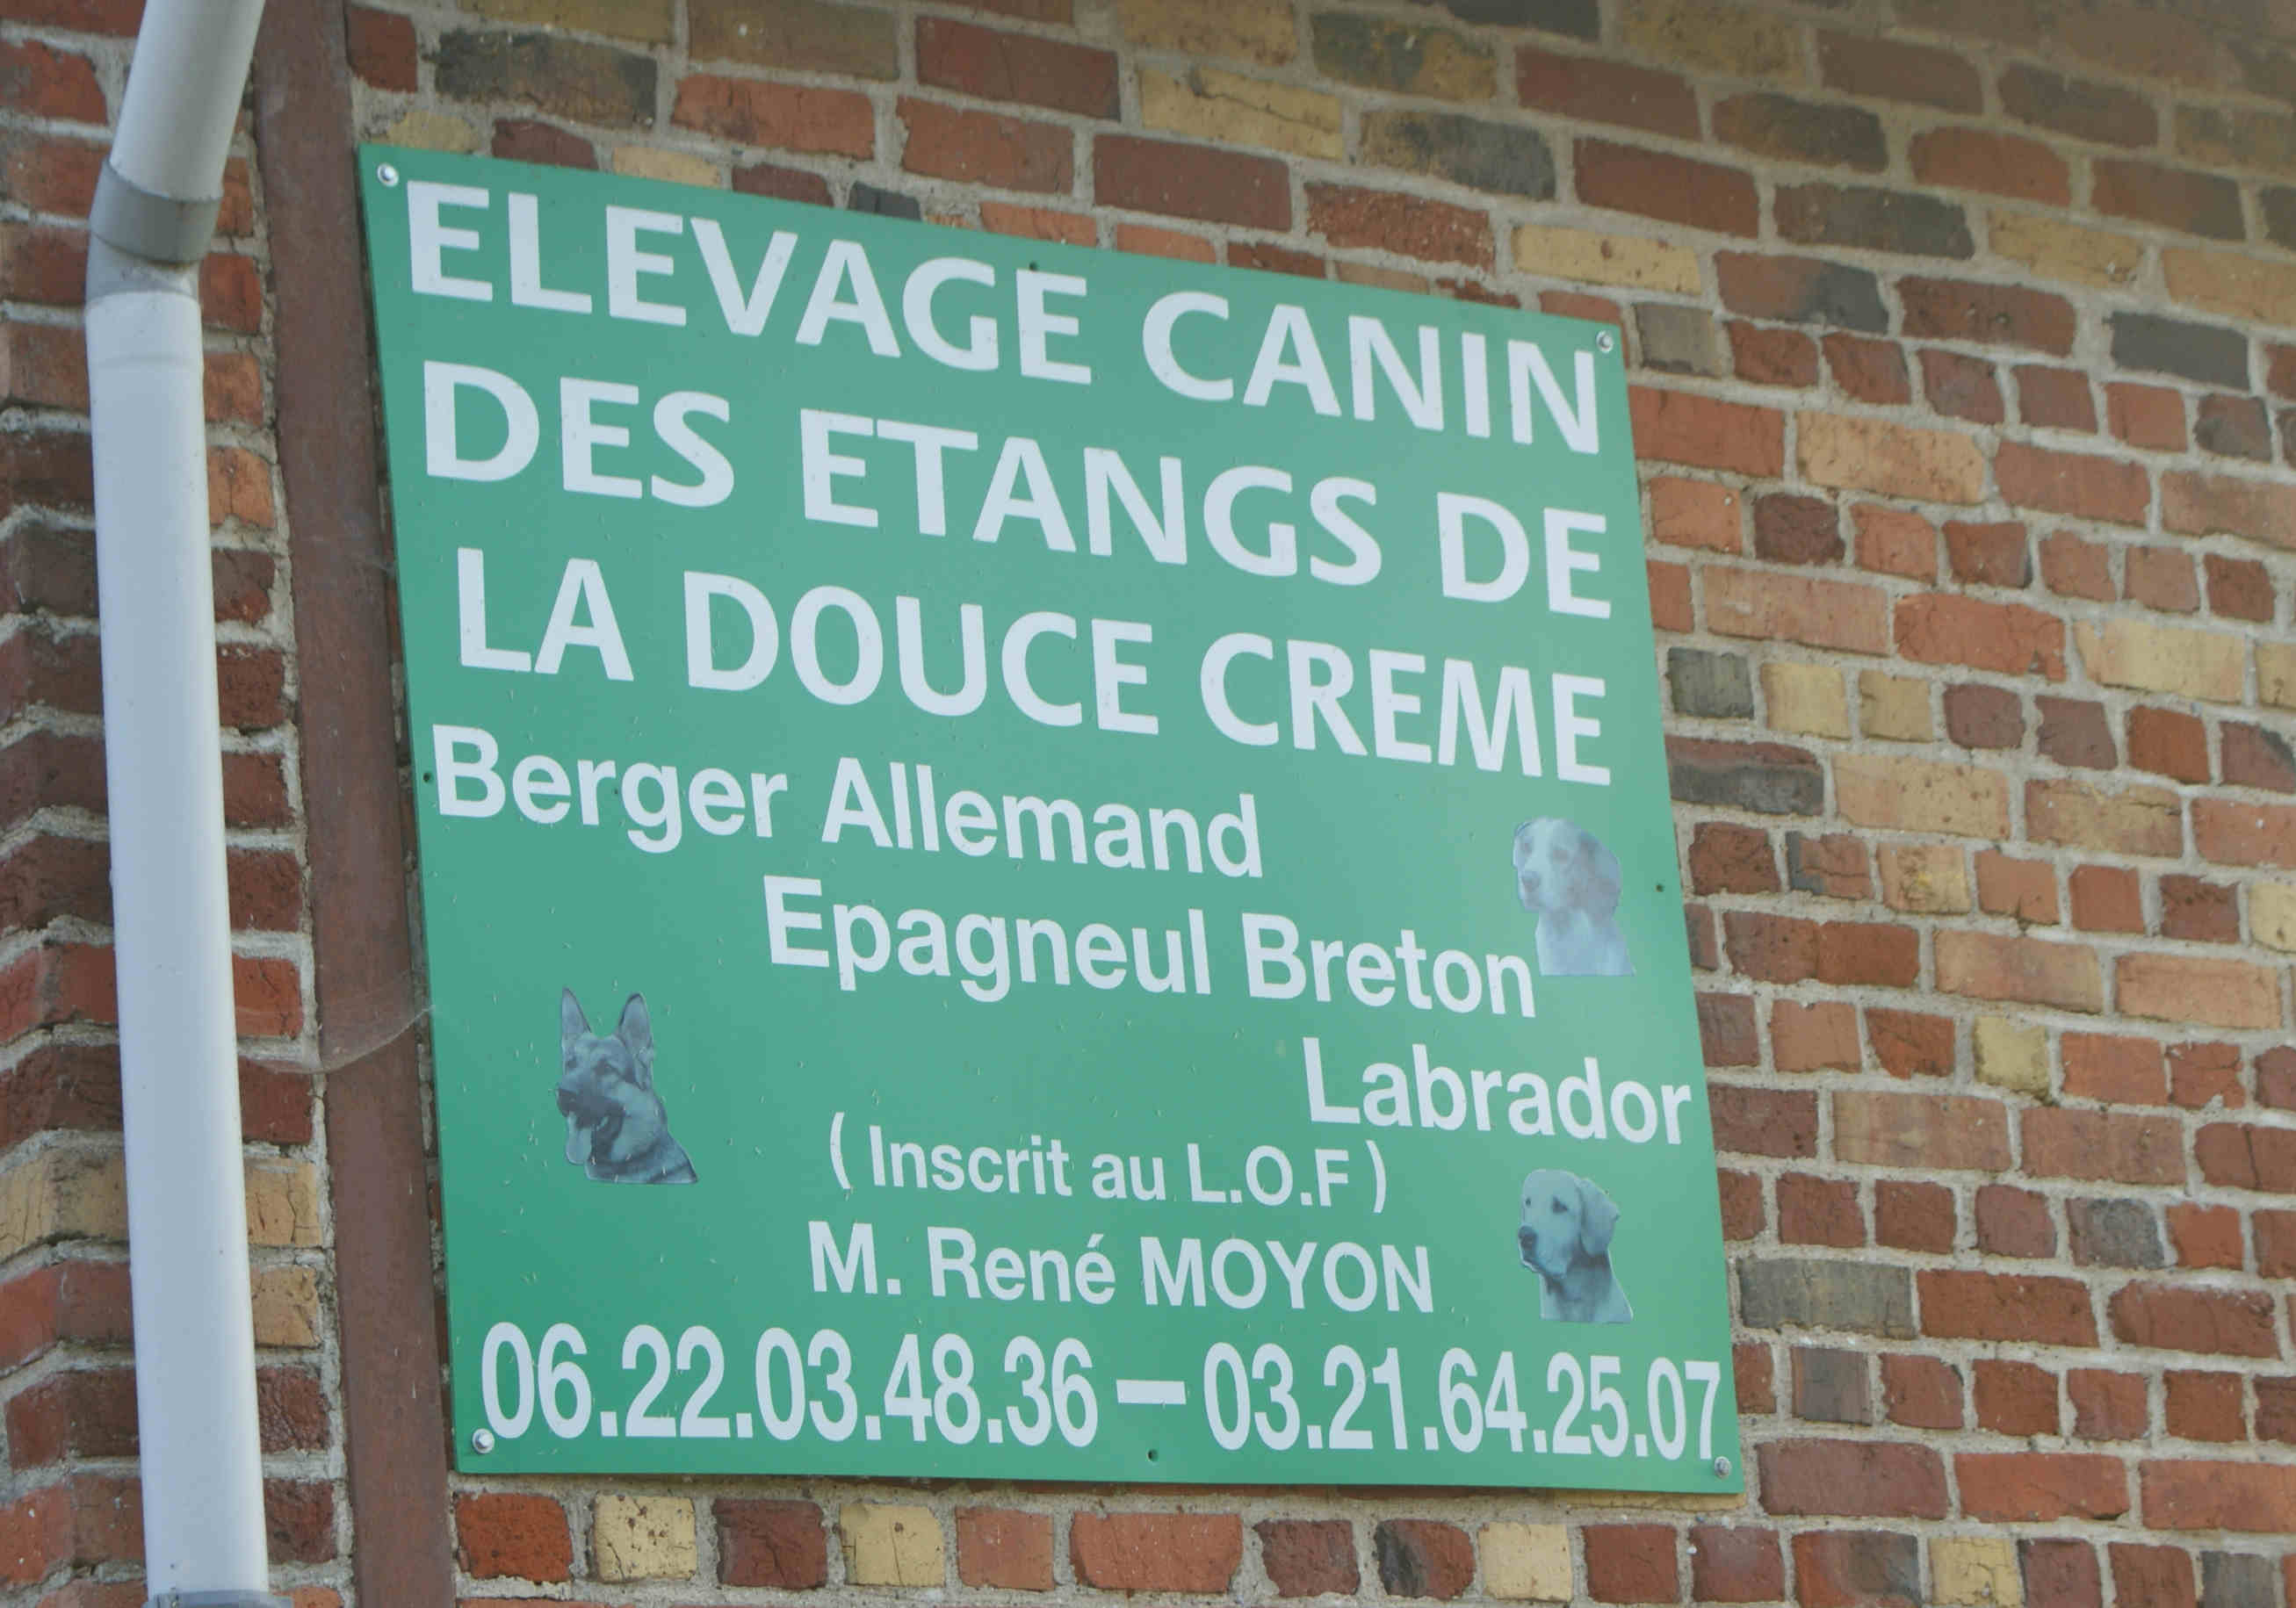 ELEVAGE CANIN
DES ETANGS DE
LA DOUCE CREME
Berger Allemand
Epagneul Breton
Labrador
( Inscrit au L.O.F )
M. René MOYON
06.22.03.48.36 – 03.21.64.25.07